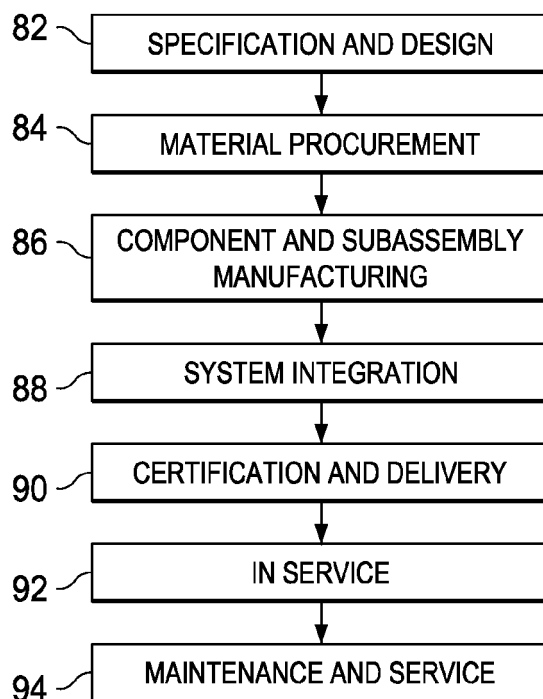 82
SPECIFICATION AND DESIGN
84
MATERIAL PROCUREMENT
86
COMPONENT AND SUBASSEMBLY
MANUFACTURING
88
SYSTEM INTEGRATION
90
CERTIFICATION AND DELIVERY
92
IN SERVICE
94
MAINTENANCE AND SERVICE